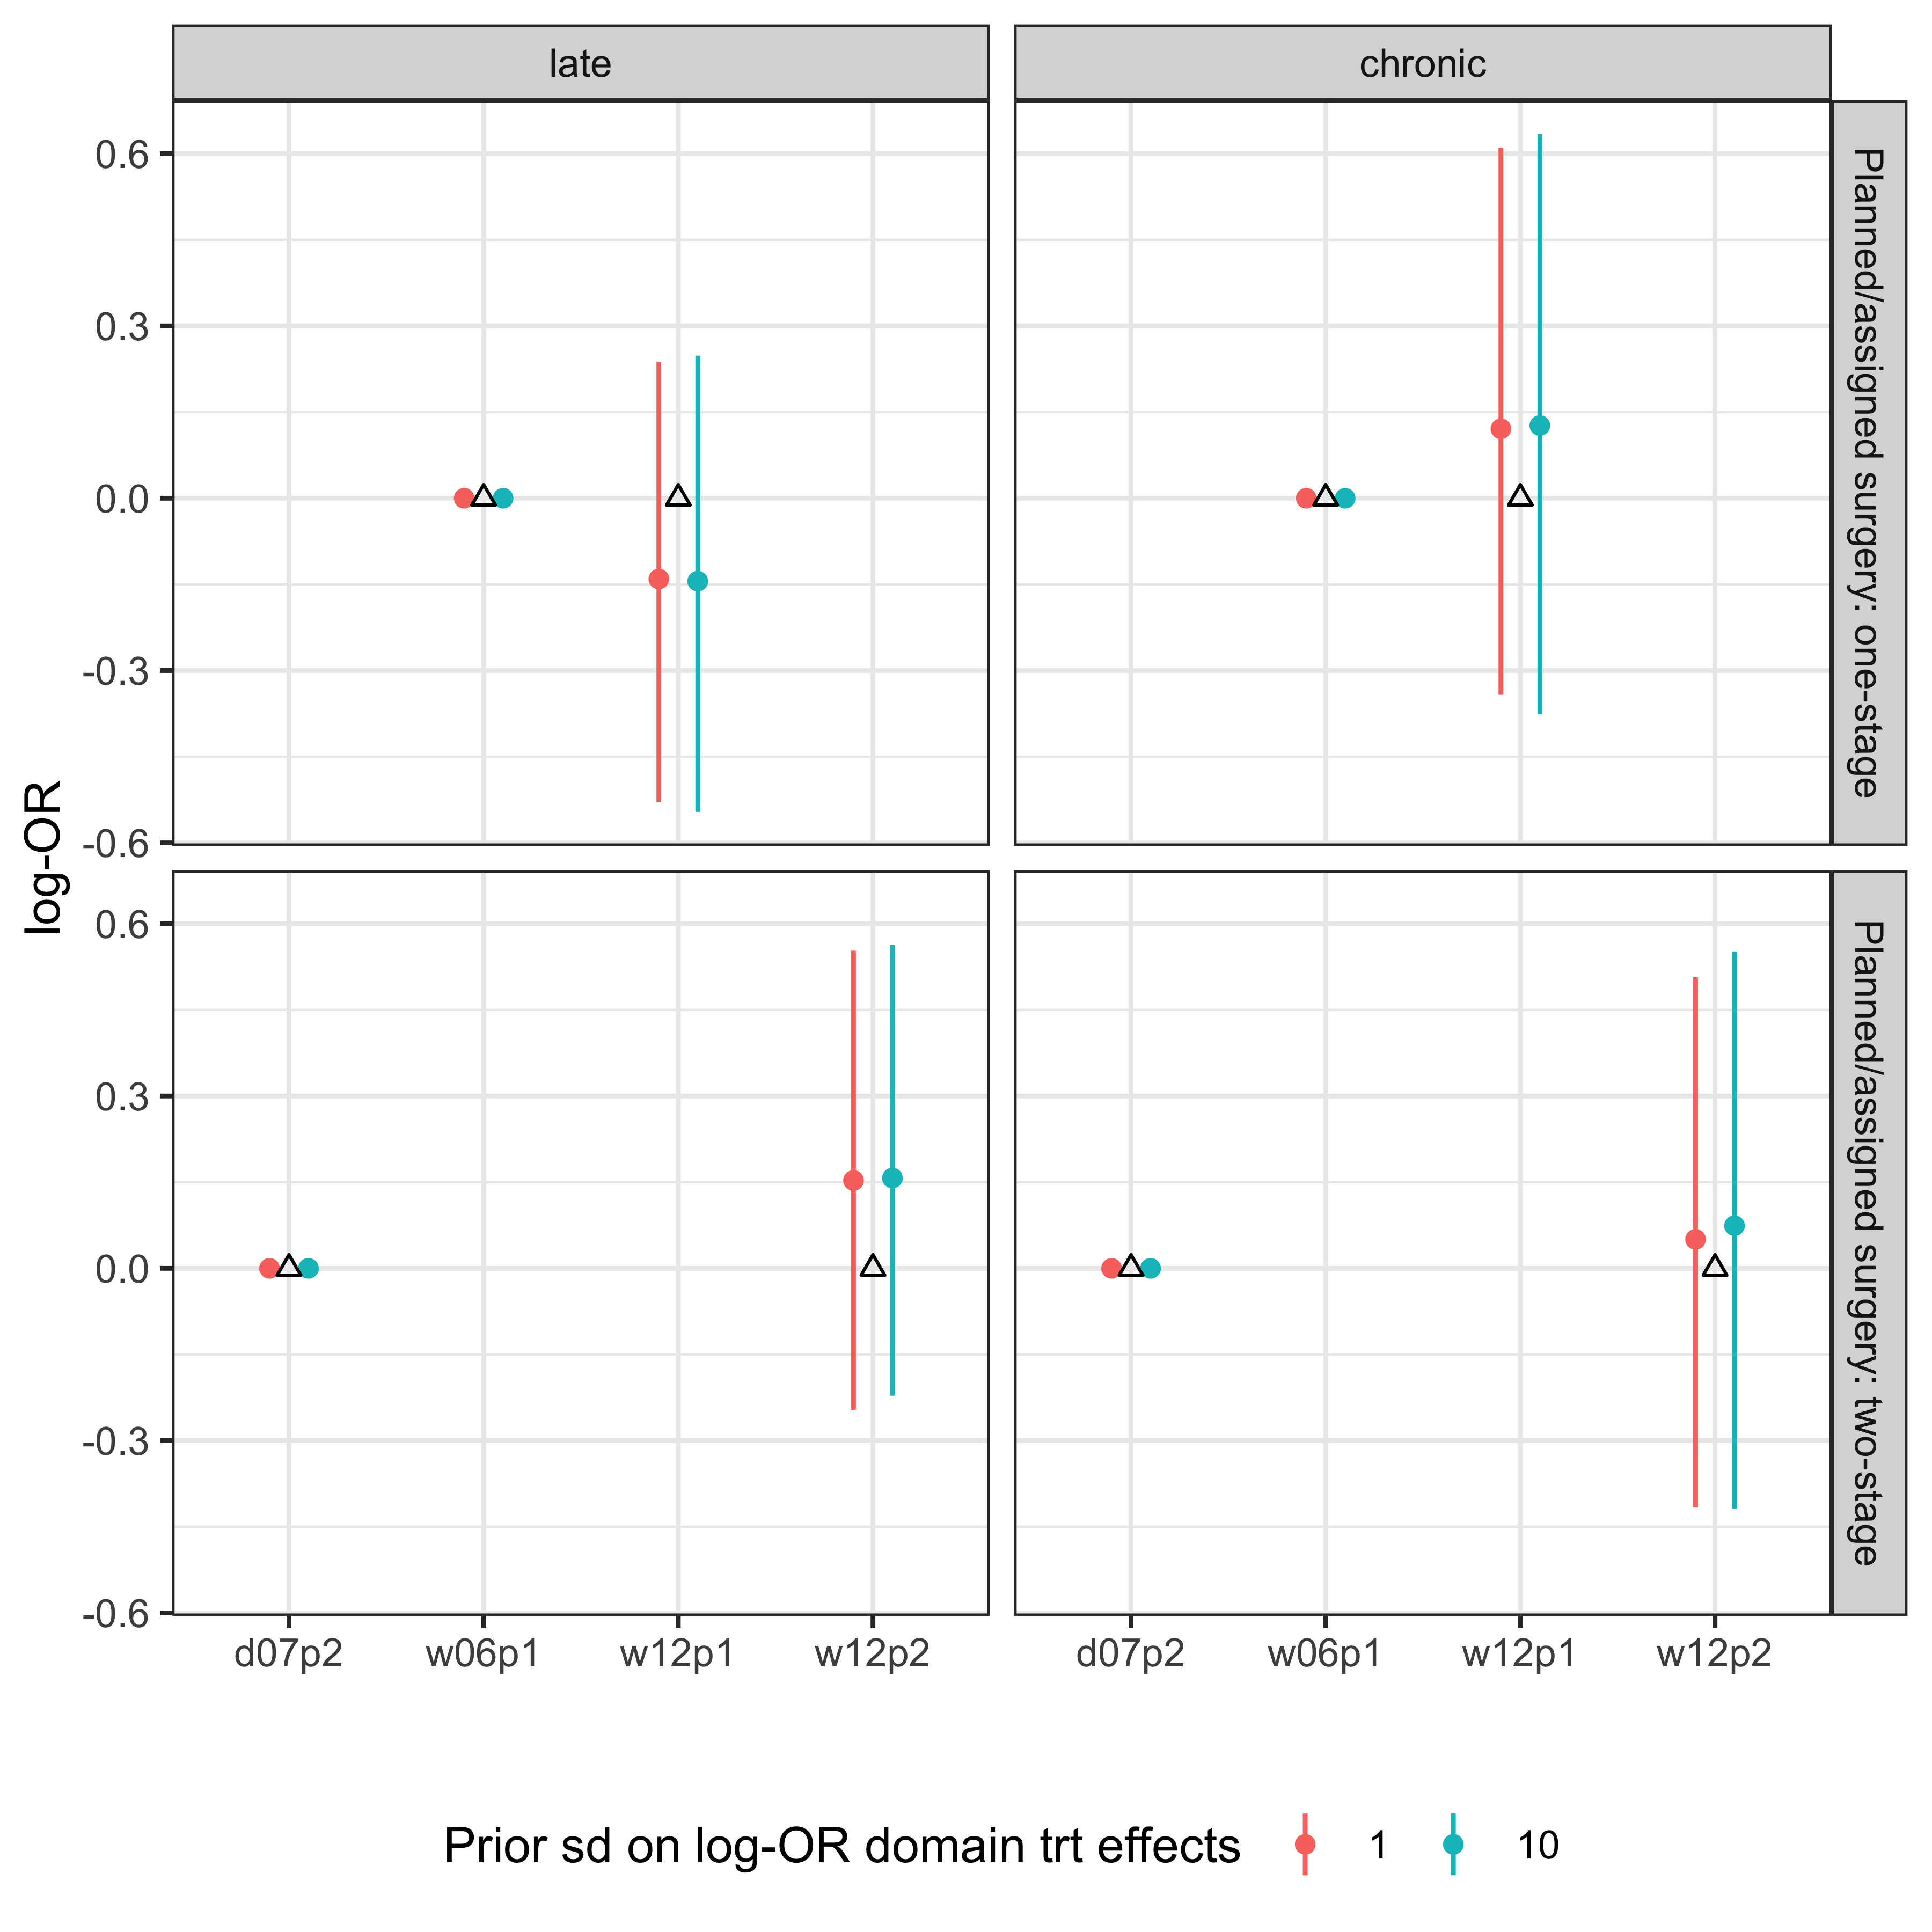 late
chronic
Planned/assigned surgery: one-stage
0.6
0.3
0.0
-0.3
-0.6
log-OR
Planned/assigned surgery: two-stage
0.6
0.3
0.0
-0.3
-0.6
d07p2 w06p1 w12p1 w12p2
d07p2 w06p1 w12p1 w12p2
Prior sd on log-OR domain trt effects 1 10